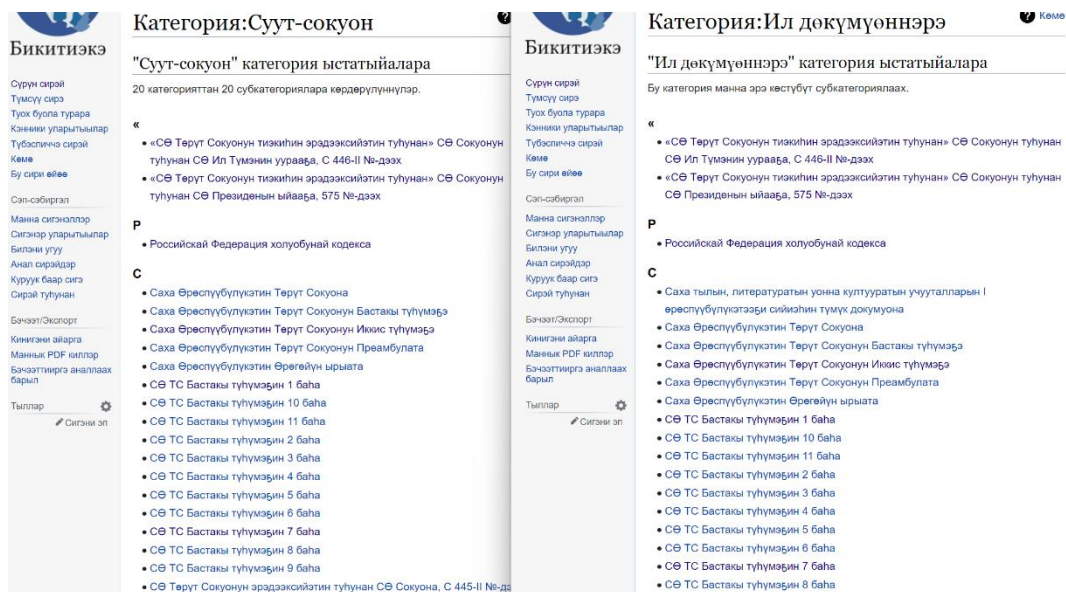 Бикитиэкэ
Сүрүн сирэй
Түмсүү сирэ
Туох буола турара
Кэнники уларытыылар
Түбэспиччэ сирэй
Көмө
Бу сири өйөө
Сэп-сэбиргэл
Манна сигэнэллэр
Сигэнэр уларытыылар
Билэни угуу
Анал сирэйдэр
Куруук баар сигэ
Сирэй туһунан
Бэчээт/Экспорт
Кинигэни айарга
Маннык PDF киллэр
Бэчээттииргэ аналлаах
барыл
Тыллар
Сигэни эп
Категория:Суут-сокуон
"Суут-сокуон" категория ыстатыйалара
20 категорияттан 20 субкатегориялара көрдөрүлүннүлэр.
«
«СӨ Төрүт Сокуонун тиэкиһин эрэдээксийэтин туһунан» СӨ Сокуонун
туһунан СӨ Ил Түмэнин уурааҕа, С 446-II №-дээх
«СӨ Төрүт Сокуонун тиэкиһин эрэдээксийэтин туһунан» СӨ Сокуонун
туһунан СӨ Президенын ыйааҕа, 575 №-дээх
Р
Российскай Федерация холуобунай кодекса
С
Саха Өрөспүүбүлүкэтин Төрүт Сокуона
Саха Өрөспүүбүлүкэтин Төрүт Сокуонун Бастакы түһүмэҕэ
Саха Өрөспүүбүлүкэтин Төрүт Сокуонун Иккис түһүмэҕэ
Саха Өрөспүүбүлүкэтин Төрүт Сокуонун Преамбулата
Саха Өрөспүүбүлүкэтин Өрөгөйүн ырыата
СӨ ТС Бастакы түһүмэҕин 1 баһа
СӨ ТС Бастакы түһүмэҕин 10 баһа
СӨ ТС Бастакы түһүмэҕин 11 баһа
СӨ ТС Бастакы түһүмэҕин 2 баһа
СӨ ТС Бастакы түһүмэҕин 3 баһа
СӨ ТС Бастакы түһүмэҕин 4 баһа
СӨ ТС Бастакы түһүмэҕин 5 баһа
СӨ ТС Бастакы түһүмэҕин 6 баһа
СӨ ТС Бастакы түһүмэҕин 7 баһа
СӨ ТС Бастакы түһүмэҕин 8 баһа
СӨ ТС Бастакы түһүмэҕин 9 баһа
СӨ Төрүт Сокуонун эрэдээксийэтин туһунан СӨ Сокуона, С 445-II №-дэ
Бикитиэкэ
Сүрүн сирэй
Түмсүү сирэ
Туох буола турара
Кэнники уларытыылар
Түбэспиччэ сирэй
Көмө
Бу сири өйөө
Сэп-сэбиргэл
Манна сигэнэллэр
Сигэнэр уларытыылар
Билэни угуу
Анал сирэйдэр
Куруук баар сигэ
Сирэй туһунан
Бэчээт/Экспорт
Кинигэни айарга
Маннык PDF киллэр
Бэчээттииргэ аналлаах
барыл
Тыллар
Сигэни эп
Көмө
Категория:Ил дөкүмүөннэрэ
"Ил дөкүмүөннэрэ" категория ыстатыйалара
Бу категория манна эрэ көстүбүт субкатегориялаах.
«
«СӨ Төрүт Сокуонун тиэкиһин эрэдээксийэтин туһунан» СӨ Сокуонун туһунан
СӨ Ил Түмэнин уурааҕа, С 446-II №-дээх
«СӨ Төрүт Сокуонун тиэкиһин эрэдээксийэтин туһунан» СӨ Сокуонун туһунан
СӨ Президенын ыйааҕа, 575 №-дээх
Р
Российскай Федерация холуобунай кодекса
С
Саха тылын, литературатын уонна култууратын учууталларын I
өрөспүүбүлүкэтээҕи сийиэһин түмүк докумуона
Саха Өрөспүүбүлүкэтин Төрүт Сокуона
Саха Өрөспүүбүлүкэтин Төрүт Сокуонун Бастакы түһүмэҕэ
Саха Өрөспүүбүлүкэтин Төрүт Сокуонун Иккис түһүмэҕэ
Саха Өрөспүүбүлүкэтин Төрүт Сокуонун Преамбулата
Саха Өрөспүүбүлүкэтин Өрөгөйүн ырыата
СӨ ТС Бастакы түһүмэҕин 1 баһа
СӨ ТС Бастакы түһүмэҕин 10 баһа
СӨ ТС Бастакы түһүмэҕин 11 баһа
СӨ ТС Бастакы түһүмэҕин 2 баһа
СӨ ТС Бастакы түһүмэҕин 3 баһа
СӨ ТС Бастакы түһүмэҕин 4 баһа
СӨ ТС Бастакы түһүмэҕин 5 баһа
СӨ ТС Бастакы түһүмэҕин 6 баһа
СӨ ТС Бастакы түһүмэҕин 7 баһа
СӨ ТС Бастакы түһүмэҕин 8 баһа